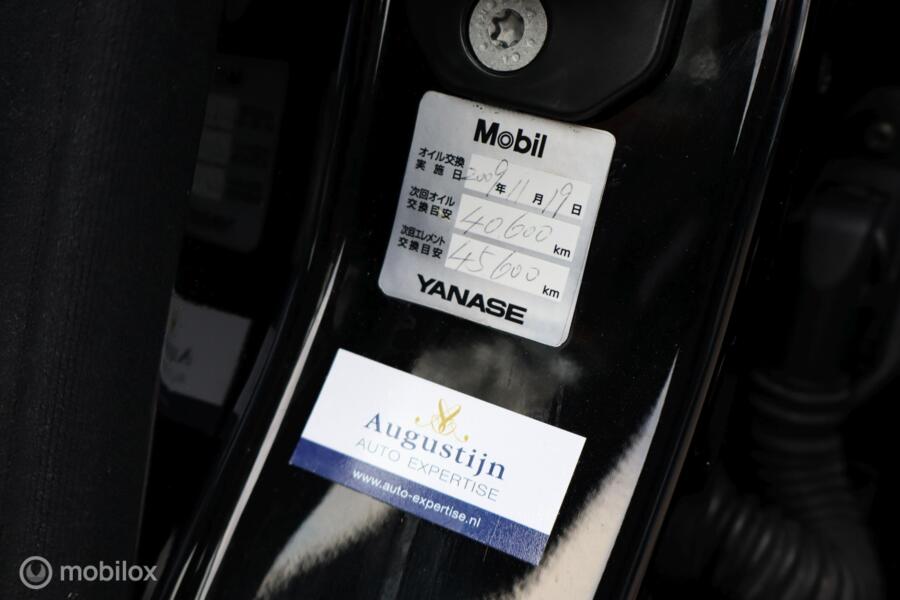 Mobil
オイル交換
実施日 2009年11月19日
次回オイル
交換目安 40600 km
次回エレメント
交換目安 45600 km
YANASE
Augustijn
AUTO EXPERTISE
www.auto-expertise.nl
mobilox